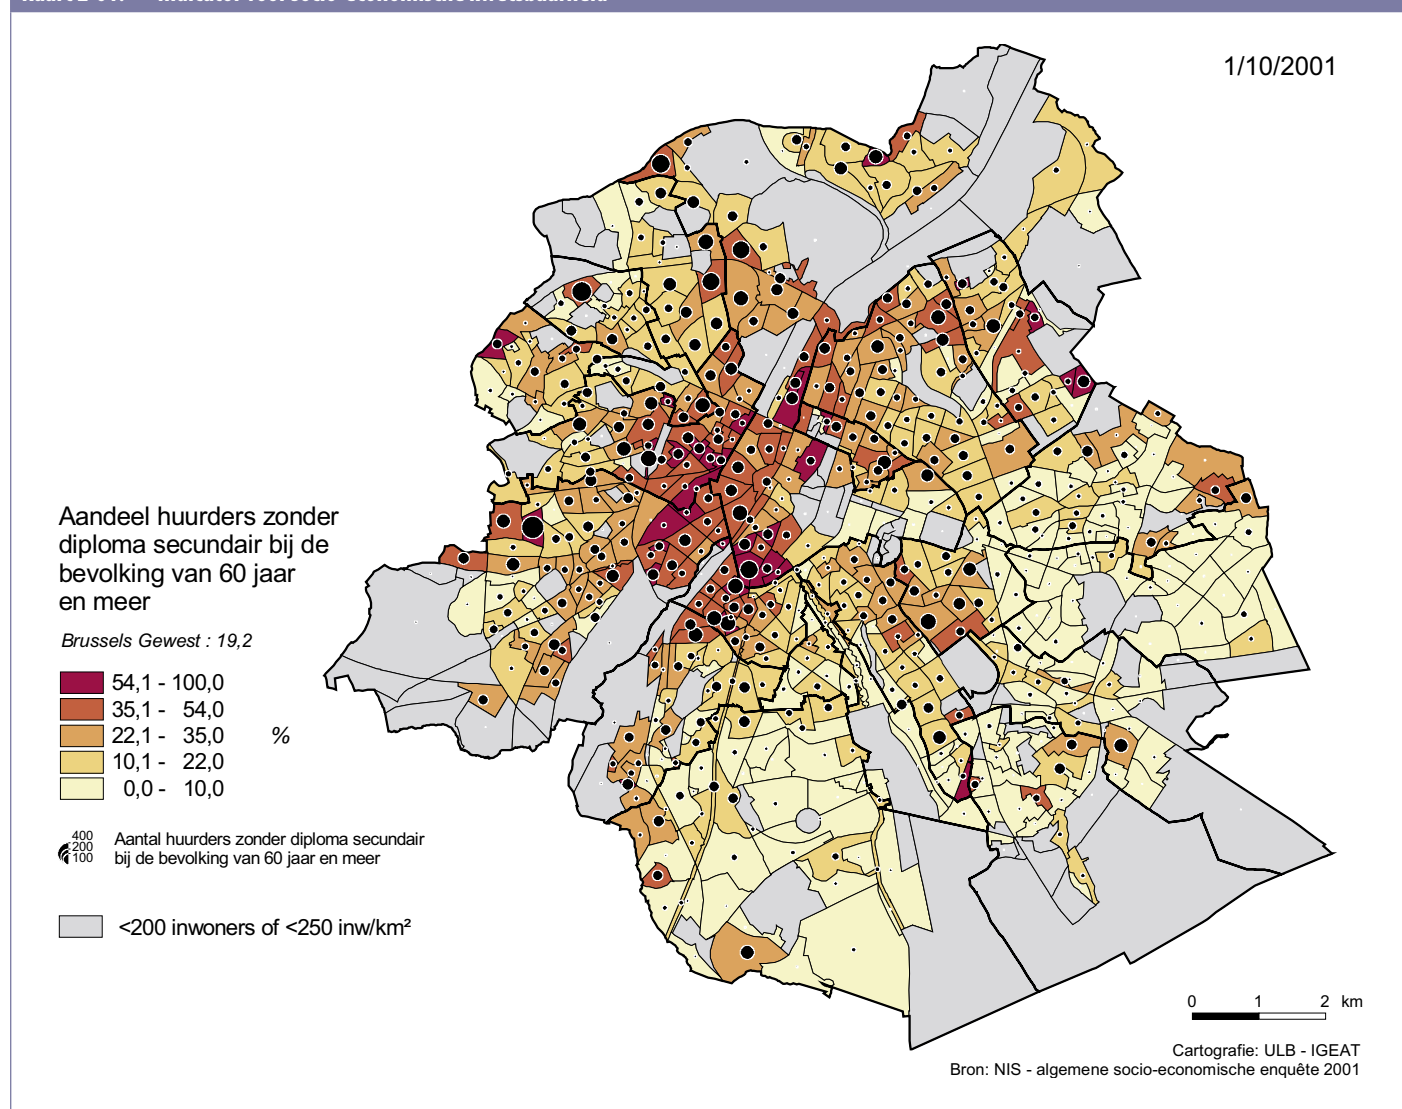 1/10/2001
Aandeel huurders zonder
diploma secundair bij de
bevolking van 60 jaar
en meer
Brussels Gewest : 19,2
54,1 - 100,0
35,1 - 54,0
22,1 - 35,0 %
10,1 - 22,0
0,0 - 10,0
400
200
100
Aantal huurders zonder diploma secundair
bij de bevolking van 60 jaar en meer
<200 inwoners of <250 inw/km²
0 1 2 km
Cartografie: ULB - IGEAT
Bron: NIS - algemene socio-economische enquête 2001